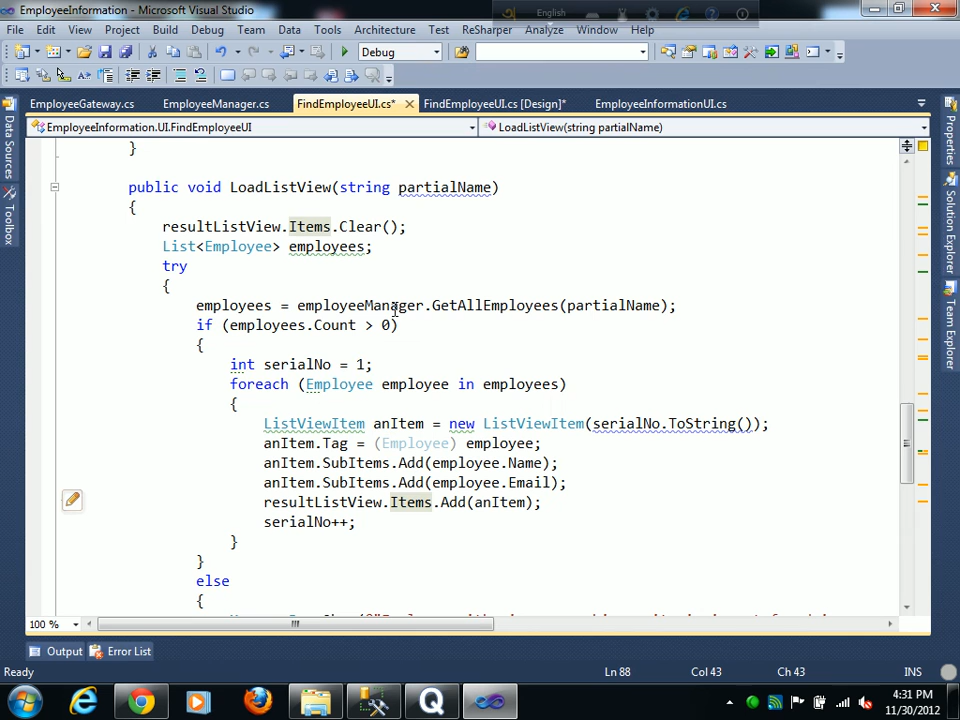 EmployeeInformation - Microsoft Visual Studio
English
File Edit View Project Build Debug Team Data Tools Architecture Test ReSharper Analyze Window Help
Debug
EmployeeGateway.cs EmployeeManager.cs FindEmployeeUI.cs* FindEmployeeUI.cs [Design]* EmployeeInformationUI.cs
EmployeeInformation.UI.FindEmployeeUI LoadListView(string partialName)
Data Sources
Toolbox
Properties
Solution Explorer
Team Explorer
}
public void LoadListView(string partialName)
{
resultListView.Items.Clear();
List<Employee> employees;
try
{
employees = employeeManager.GetAllEmployees(partialName);
if (employees.Count > 0)
{
int serialNo = 1;
foreach (Employee employee in employees)
{
ListViewItem anItem = new ListViewItem(serialNo.ToString());
anItem.Tag = (Employee) employee;
anItem.SubItems.Add(employee.Name);
anItem.SubItems.Add(employee.Email);
resultListView.Items.Add(anItem);
serialNo++;
}
}
else
{
100 %
Output Error List
Ready Ln 88 Col 43 Ch 43 INS
4:31 PM
11/30/2012